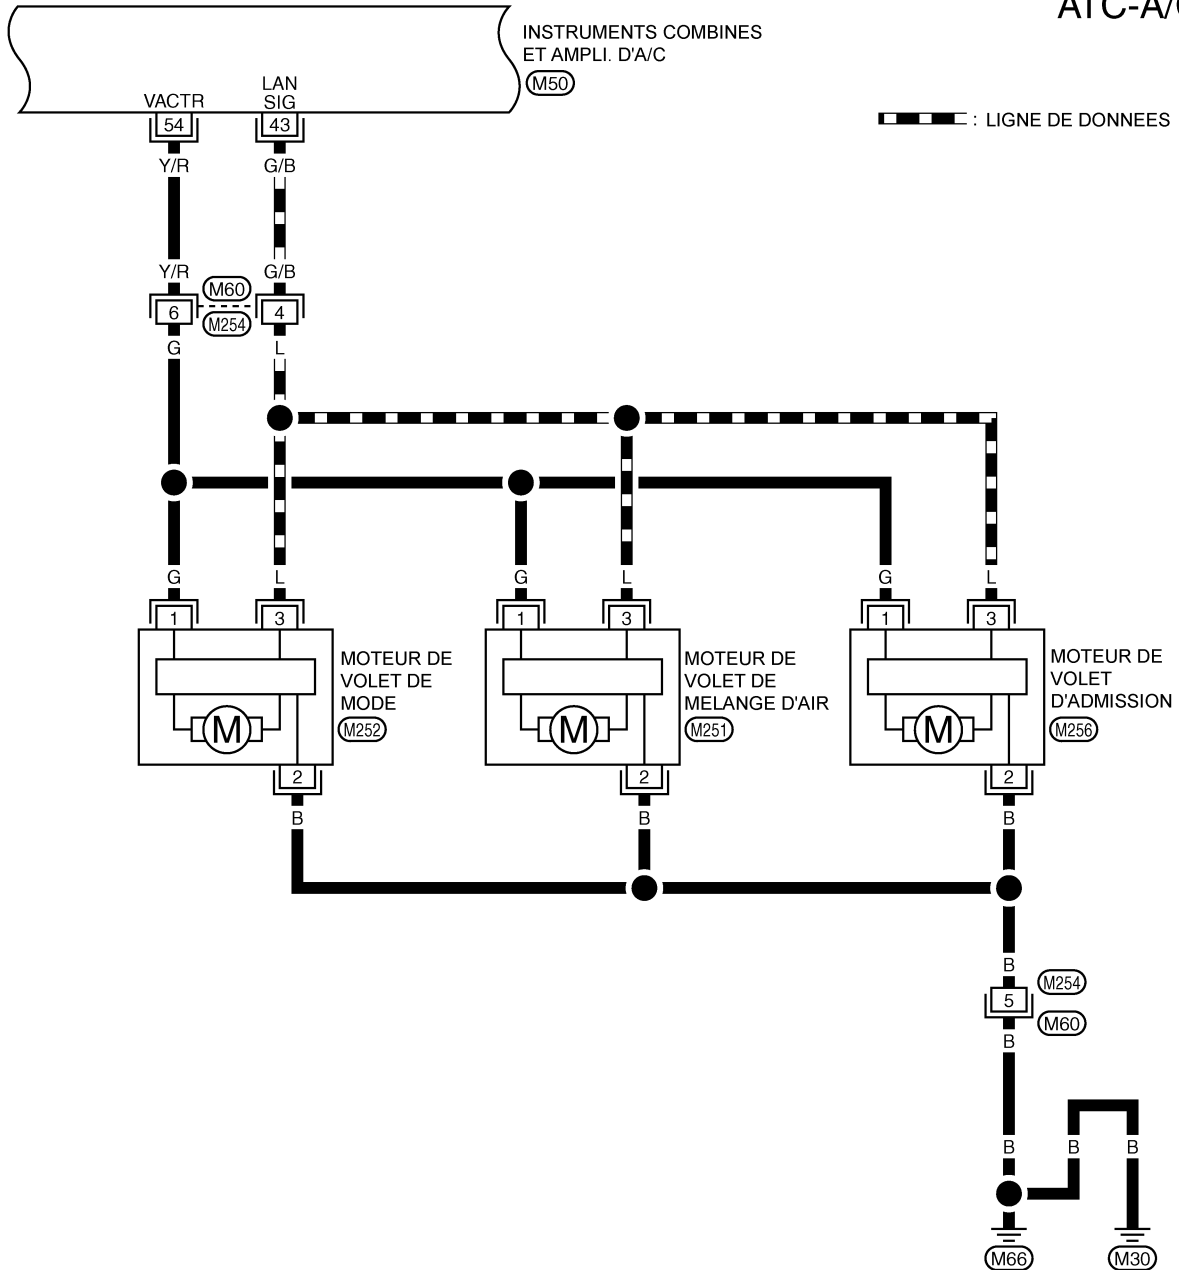 ATC-A/C
INSTRUMENTS COMBINES
ET AMPLI. D'A/C
M50
VACTR
LAN
SIG
54
43
: LIGNE DE DONNEES
Y/R
G/B
Y/R
G/B
M60
6
4
M254
G
L
G
L
G
L
G
L
1
3
1
3
1
3
MOTEUR DE
VOLET DE
MODE
M252
MOTEUR DE
VOLET DE
MELANGE D'AIR
M251
MOTEUR DE
VOLET
D'ADMISSION
M256
M
M
M
2
2
2
B
B
B
B
M254
5
M60
B
B
B
B
M66
M30